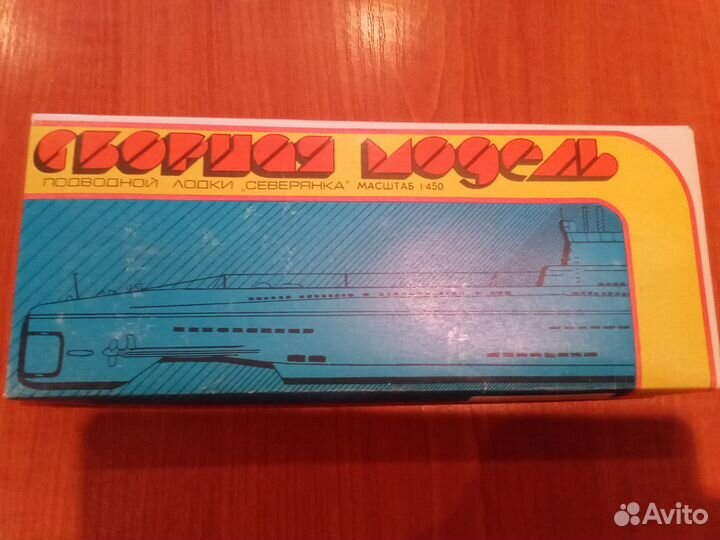 СБОРНАЯ МОДЕЛЬ
ПОДВОДНОЙ ЛОДКИ „СЕВЕРЯНКА" МАСШТАБ 1:450
Avito